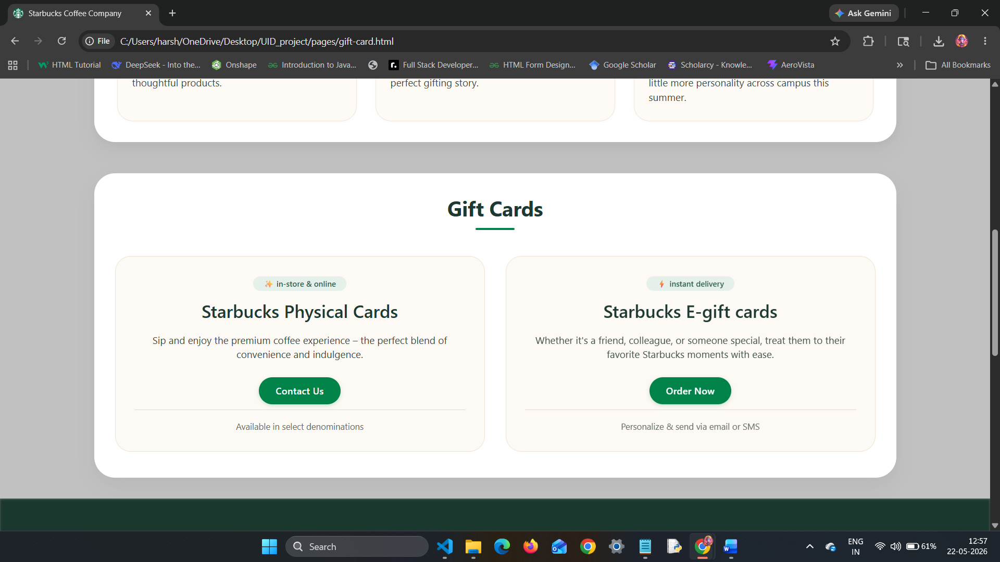 Starbucks Coffee Company
Ask Gemini
File
C:/Users/harsh/OneDrive/Desktop/UID_project/pages/gift-card.html
HTML Tutorial
DeepSeek - Into the...
Onshape
Introduction to Java...
Full Stack Developer...
HTML Form Design...
Google Scholar
Scholarcy - Knowle...
AeroVista
All Bookmarks
thoughtful products.
perfect gifting story.
little more personality across campus this
summer.
Gift Cards
✨ in-store & online
Starbucks Physical Cards
Sip and enjoy the premium coffee experience – the perfect blend of
convenience and indulgence.
Contact Us
Available in select denominations
⚡ instant delivery
Starbucks E-gift cards
Whether it's a friend, colleague, or someone special, treat them to their
favorite Starbucks moments with ease.
Order Now
Personalize & send via email or SMS
Search
ENG
IN
61%
12:57
22-05-2026